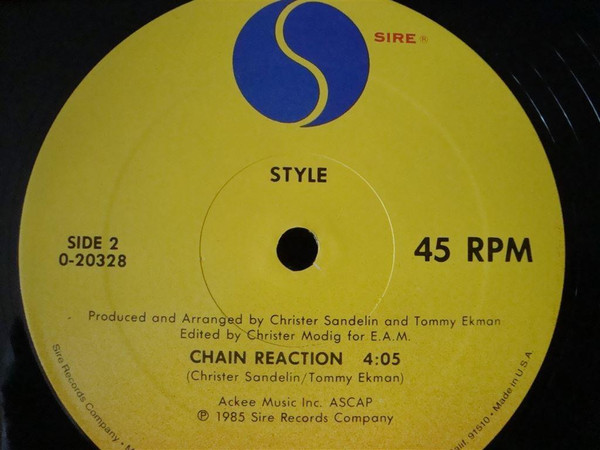 SIRE ®
STYLE
SIDE 2
0-20328
45 RPM
Produced and Arranged by Christer Sandelin and Tommy Ekman
Edited by Christer Modig for E.A.M.
CHAIN REACTION 4:05
(Christer Sandelin/Tommy Ekman)
Ackee Music Inc. ASCAP
℗ 1985 Sire Records Company
Sire Records Company •
91510 • Made in U.S.A.